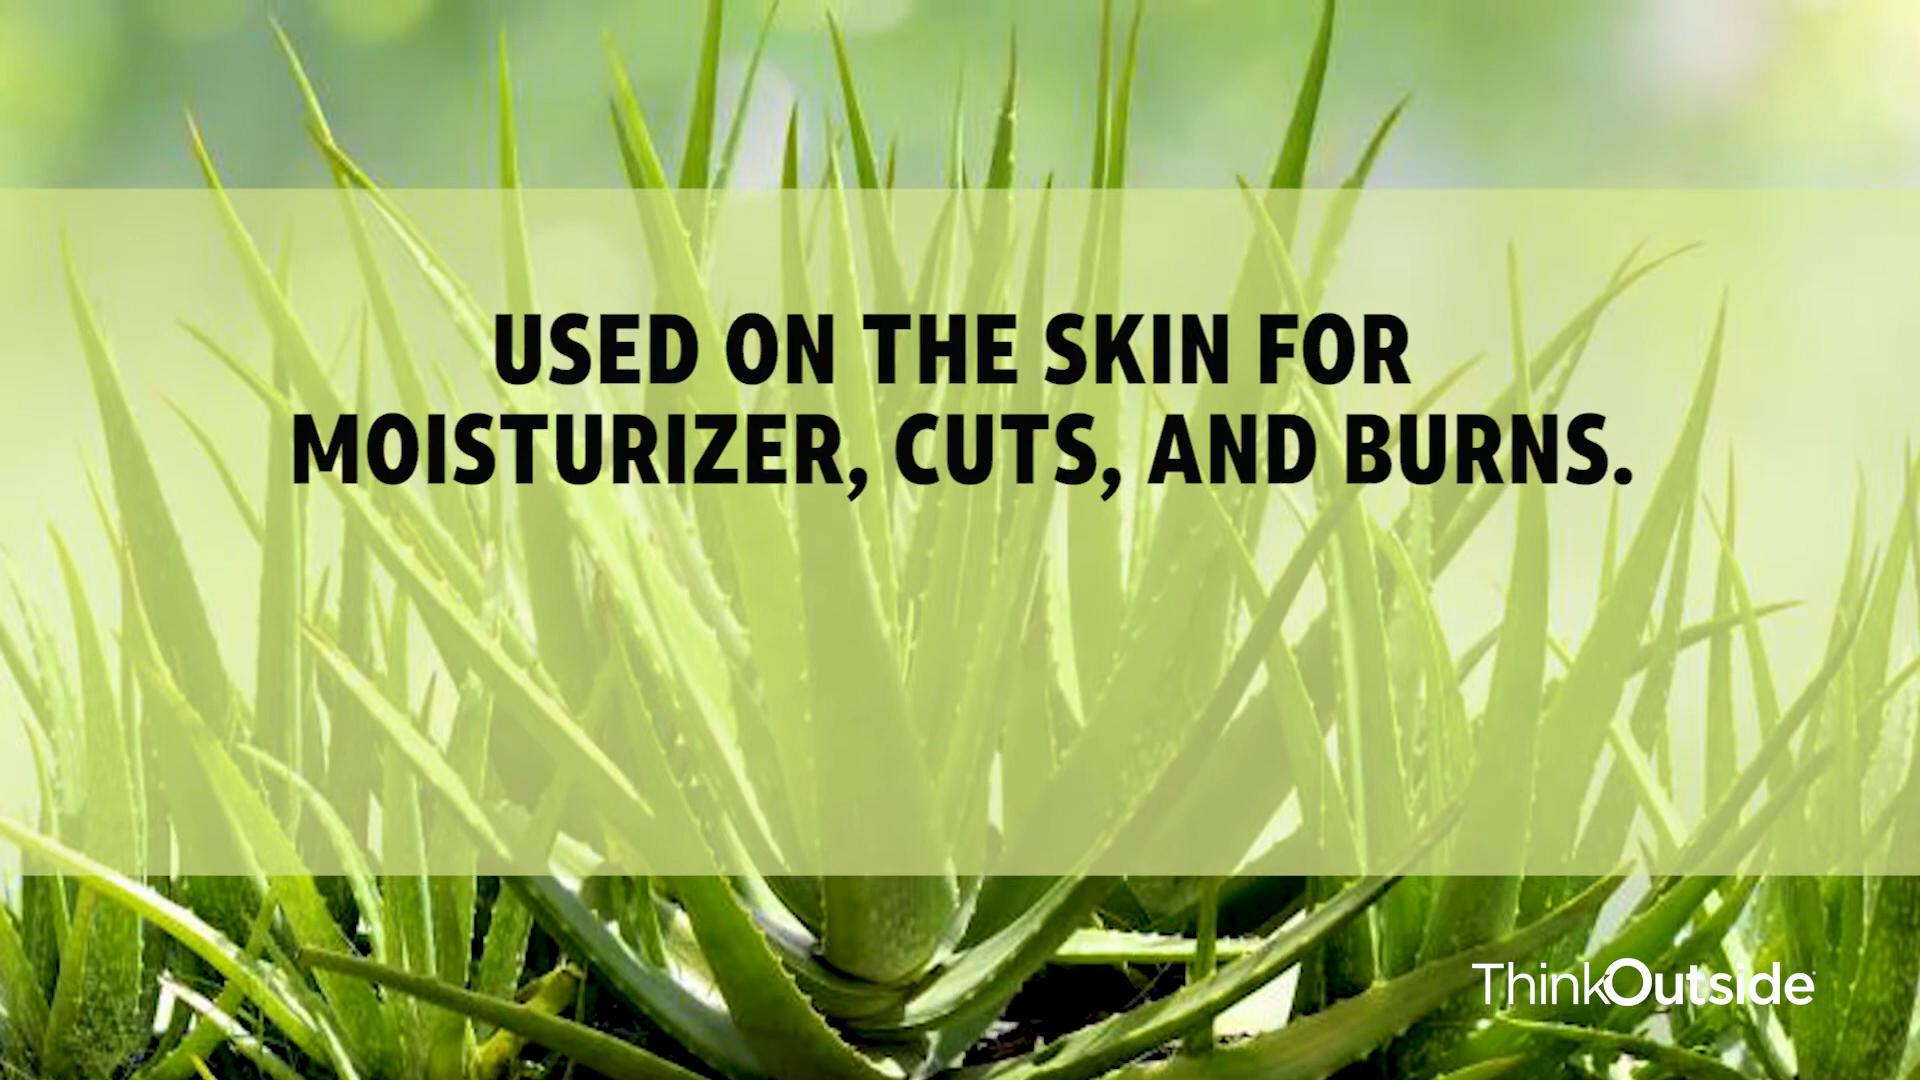 USED ON THE SKIN FOR
MOISTURIZER, CUTS, AND BURNS.
ThinkOutside